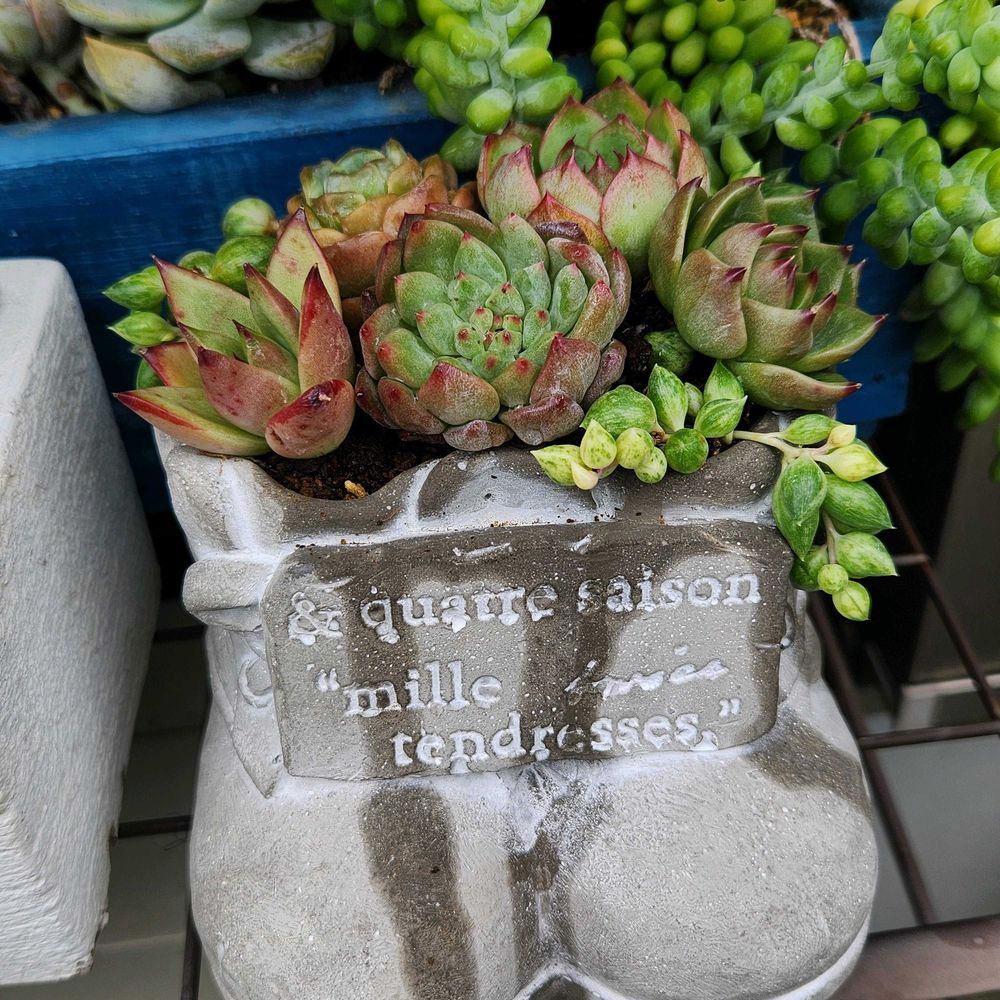 & quatre saison
"mille
tendresses,"